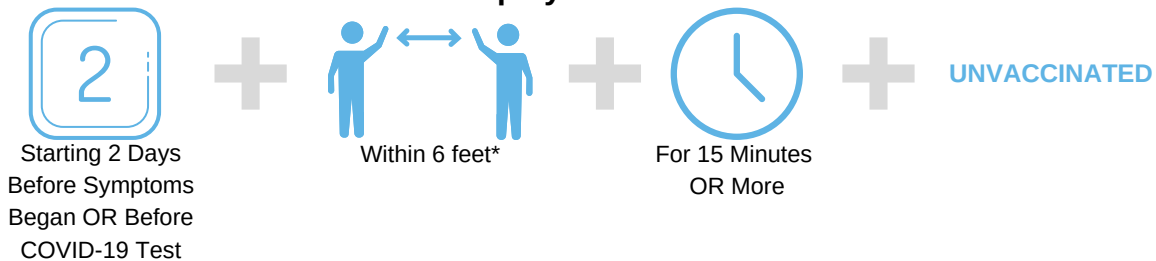 2
UNVACCINATED
Starting 2 Days
Before Symptoms
Began OR Before
COVID-19 Test
Within 6 feet*
For 15 Minutes
OR More